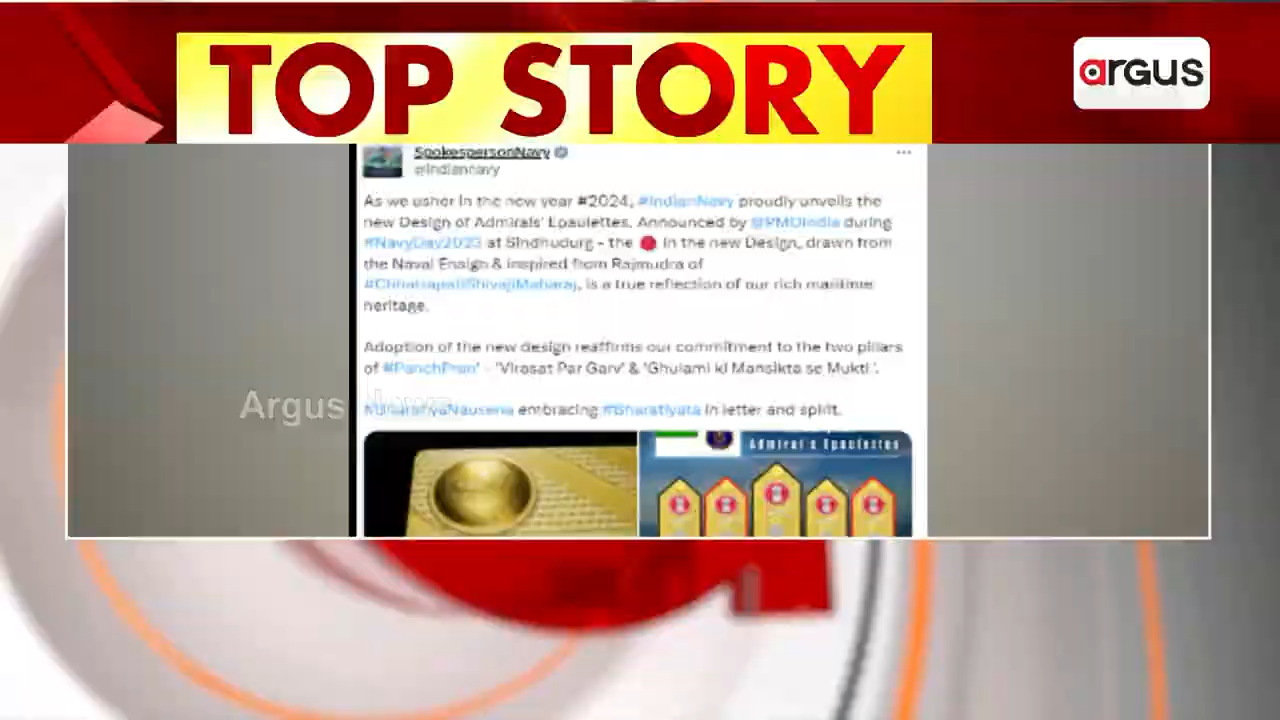 TOP STORY
argus
SpokespersonNavy
@indiannavy
As we usher in the new year #2024, #IndianNavy proudly unveils the
new Design of Admirals' Epaulettes. Announced by @PMOIndia during
#NavyDay2023 at Sindhudurg - the 🔴 in the new Design, drawn from
the Naval Ensign & inspired from Rajmudra of
#ChhatrapatiShivajiMaharaj, is a true reflection of our rich maritime
heritage.
Adoption of the new design reaffirms our commitment to the two pillars
of #PanchPran' - 'Virasat Par Garv' & 'Ghulami ki Mansikta se Mukti'.
Argus News
#BharatiyaNausena embracing #Bharatiyata in letter and spirit.
Admiral's Epaulettes